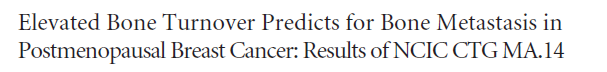 Elevated Bone Turnover Predicts for Bone Metastasis in
Postmenopausal Breast Cancer: Results of NCIC CTG MA.14